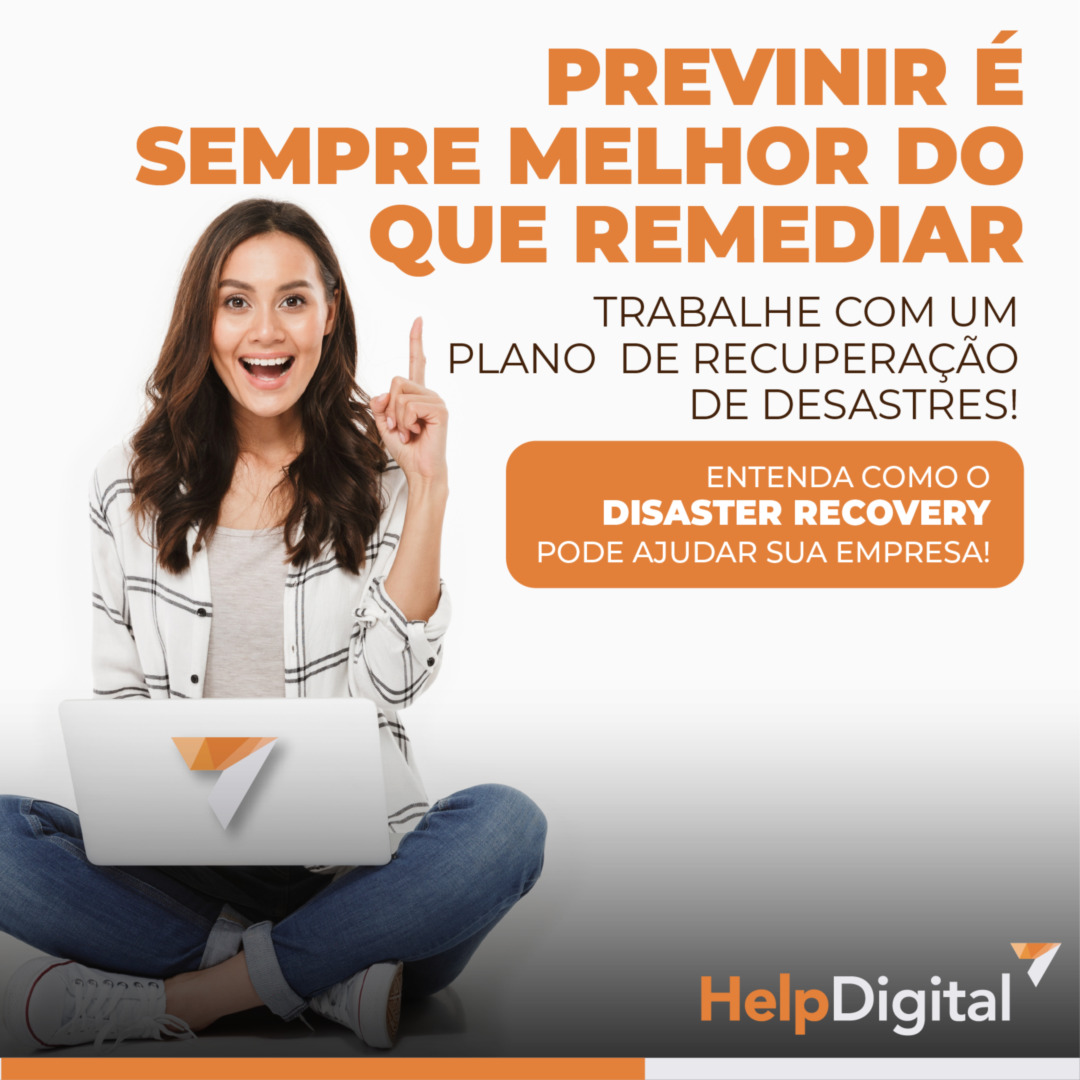 PREVINIR É
SEMPRE MELHOR DO
QUE REMEDIAR
TRABALHE COM UM
PLANO DE RECUPERAÇÃO
DE DESASTRES!
ENTENDA COMO O
DISASTER RECOVERY
PODE AJUDAR SUA EMPRESA!
HelpDigital